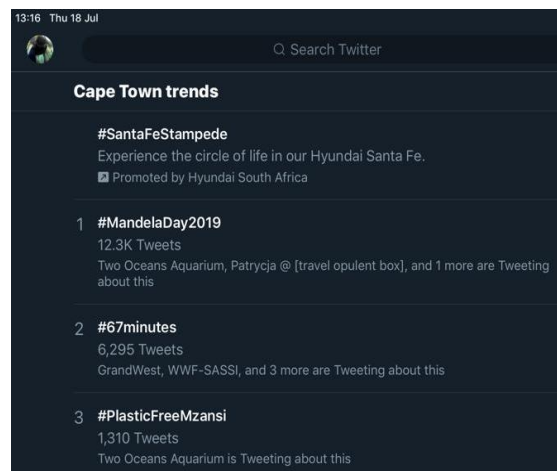 13:16 Thu 18 Jul
Search Twitter
Cape Town trends
#SantaFeStampede
Experience the circle of life in our Hyundai Santa Fe.
Promoted by Hyundai South Africa
1 #MandelaDay2019
12.3K Tweets
Two Oceans Aquarium, Patrycja @ [travel opulent box], and 1 more are Tweeting
about this
2 #67minutes
6,295 Tweets
GrandWest, WWF-SASSI, and 3 more are Tweeting about this
3 #PlasticFreeMzansi
1,310 Tweets
Two Oceans Aquarium is Tweeting about this